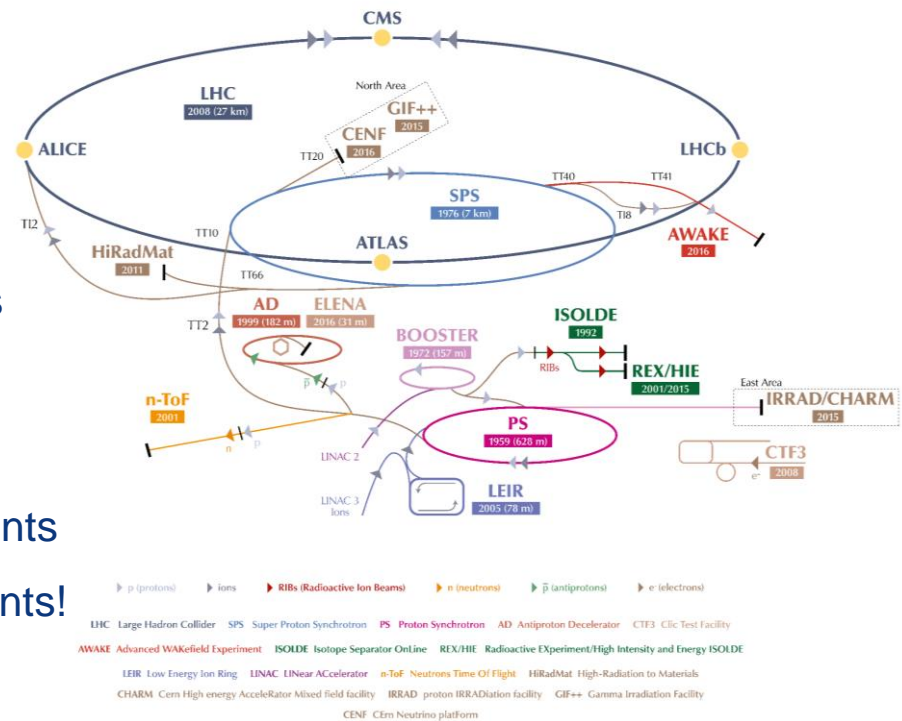 CMS
LHC
2008 (27 km)
North Area
GIF++
2015
CENF
2016
TT20
ALICE
LHCb
TT40
TT41
SPS
1976 (7 km)
TI8
TI2
TT10
AWAKE
2016
HiRadMat
2011
ATLAS
TT66
s
AD
1999 (182 m)
ELENA
2016 (31 m)
TT2
ISOLDE
1992
BOOSTER
1972 (157 m)
RIBs
REX/HIE
2001/2015
p̄
p
East Area
IRRAD/CHARM
2015
n-ToF
2001
n
p
PS
1959 (628 m)
LINAC 2
CTF3
2008
e⁻
LINAC 3
Ions
LEIR
2005 (78 m)
nts
nts!
p (protons) ions RIBs (Radioactive Ion Beams) n (neutrons) p̄ (antiprotons) e⁻ (electrons)
LHC Large Hadron Collider SPS Super Proton Synchrotron PS Proton Synchrotron AD Antiproton Decelerator CTF3 Clic Test Facility
AWAKE Advanced WAKefield Experiment ISOLDE Isotope Separator OnLine REX/HIE Radioactive EXperiment/High Intensity and Energy ISOLDE
LEIR Low Energy Ion Ring LINAC LINear ACcelerator n-ToF Neutrons Time Of Flight HiRadMat High-Radiation to Materials
CHARM Cern High energy AcceleRator Mixed field facility IRRAD proton IRRADiation facility GIF++ Gamma Irradiation Facility
CENF CErn Neutrino platForm